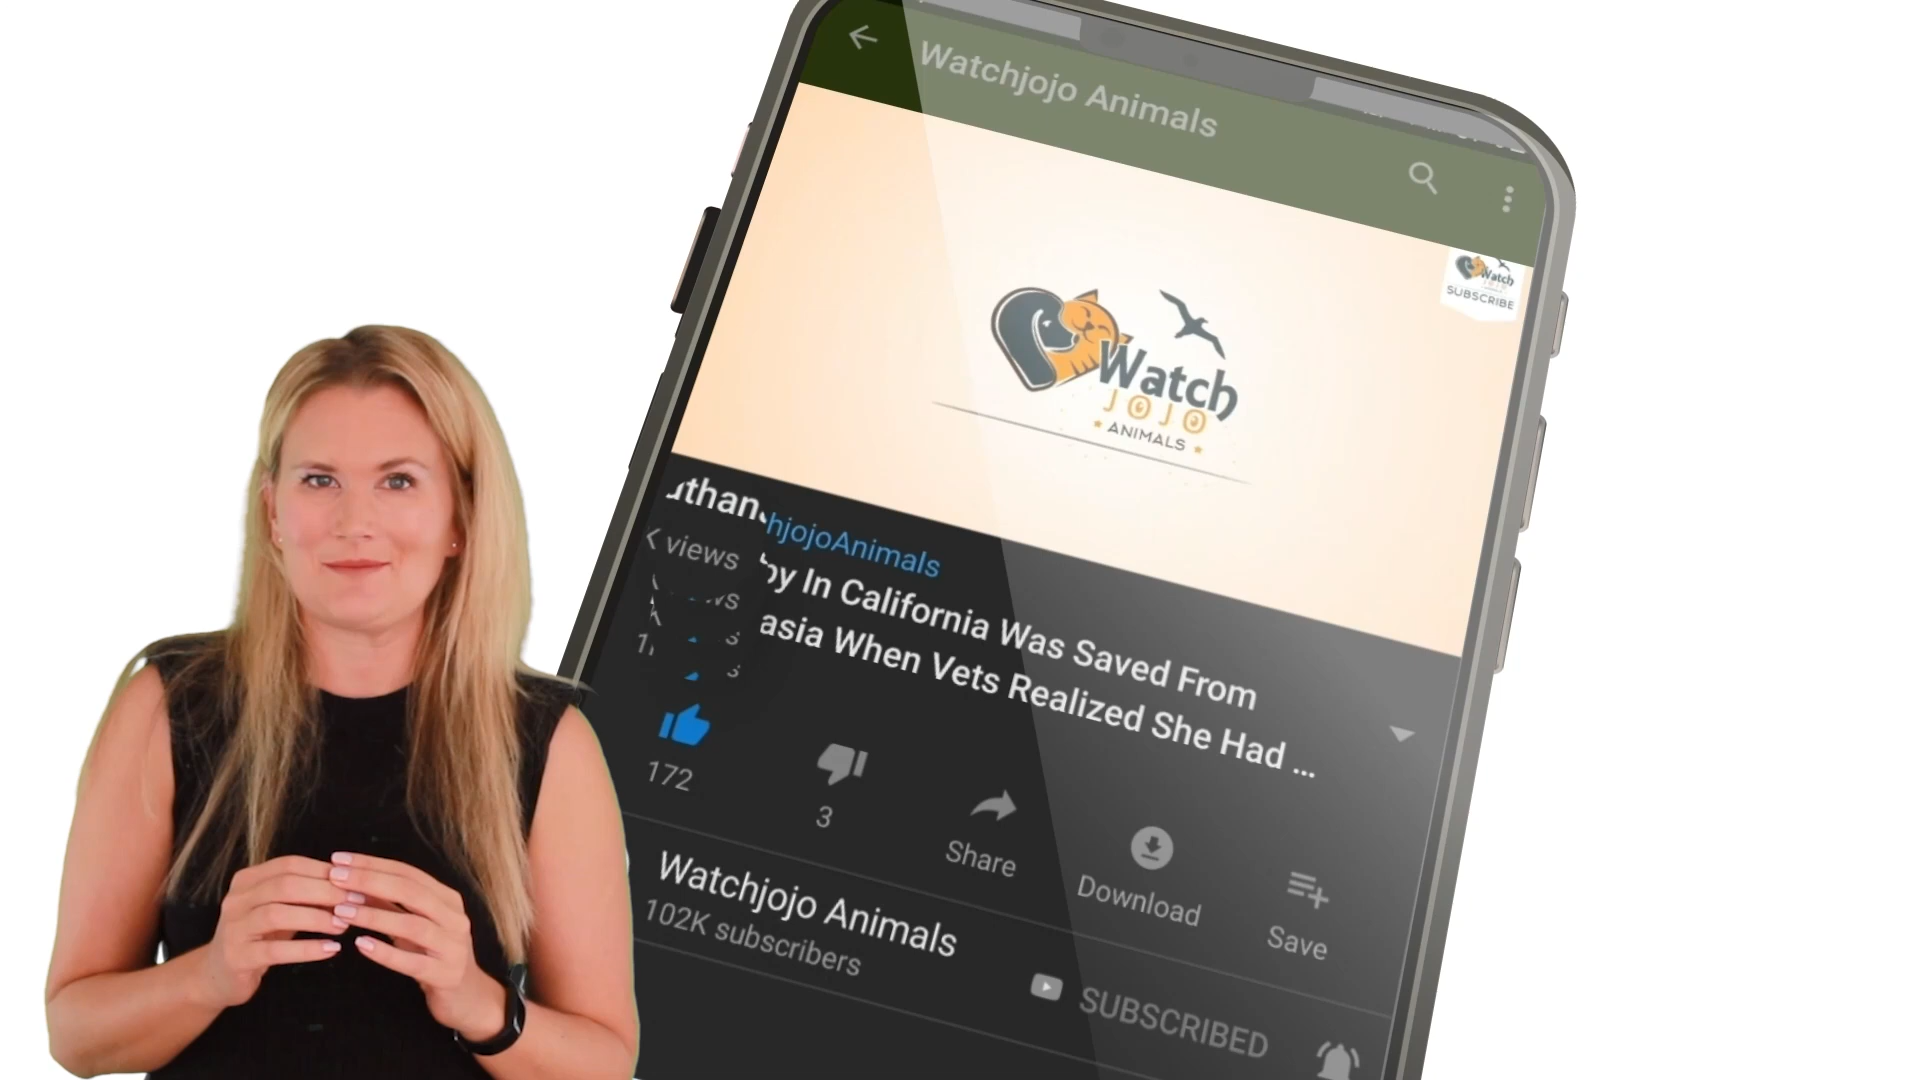 Watchjojo Animals
Watch
SUBSCRIBE
Watch
JOJO
ANIMALS
hjojoAnimals
views
In California Was Saved From
When Vets Realized She Had ...
172
3
Share
Download
Save
Watchjojo Animals
102K subscribers
SUBSCRIBED